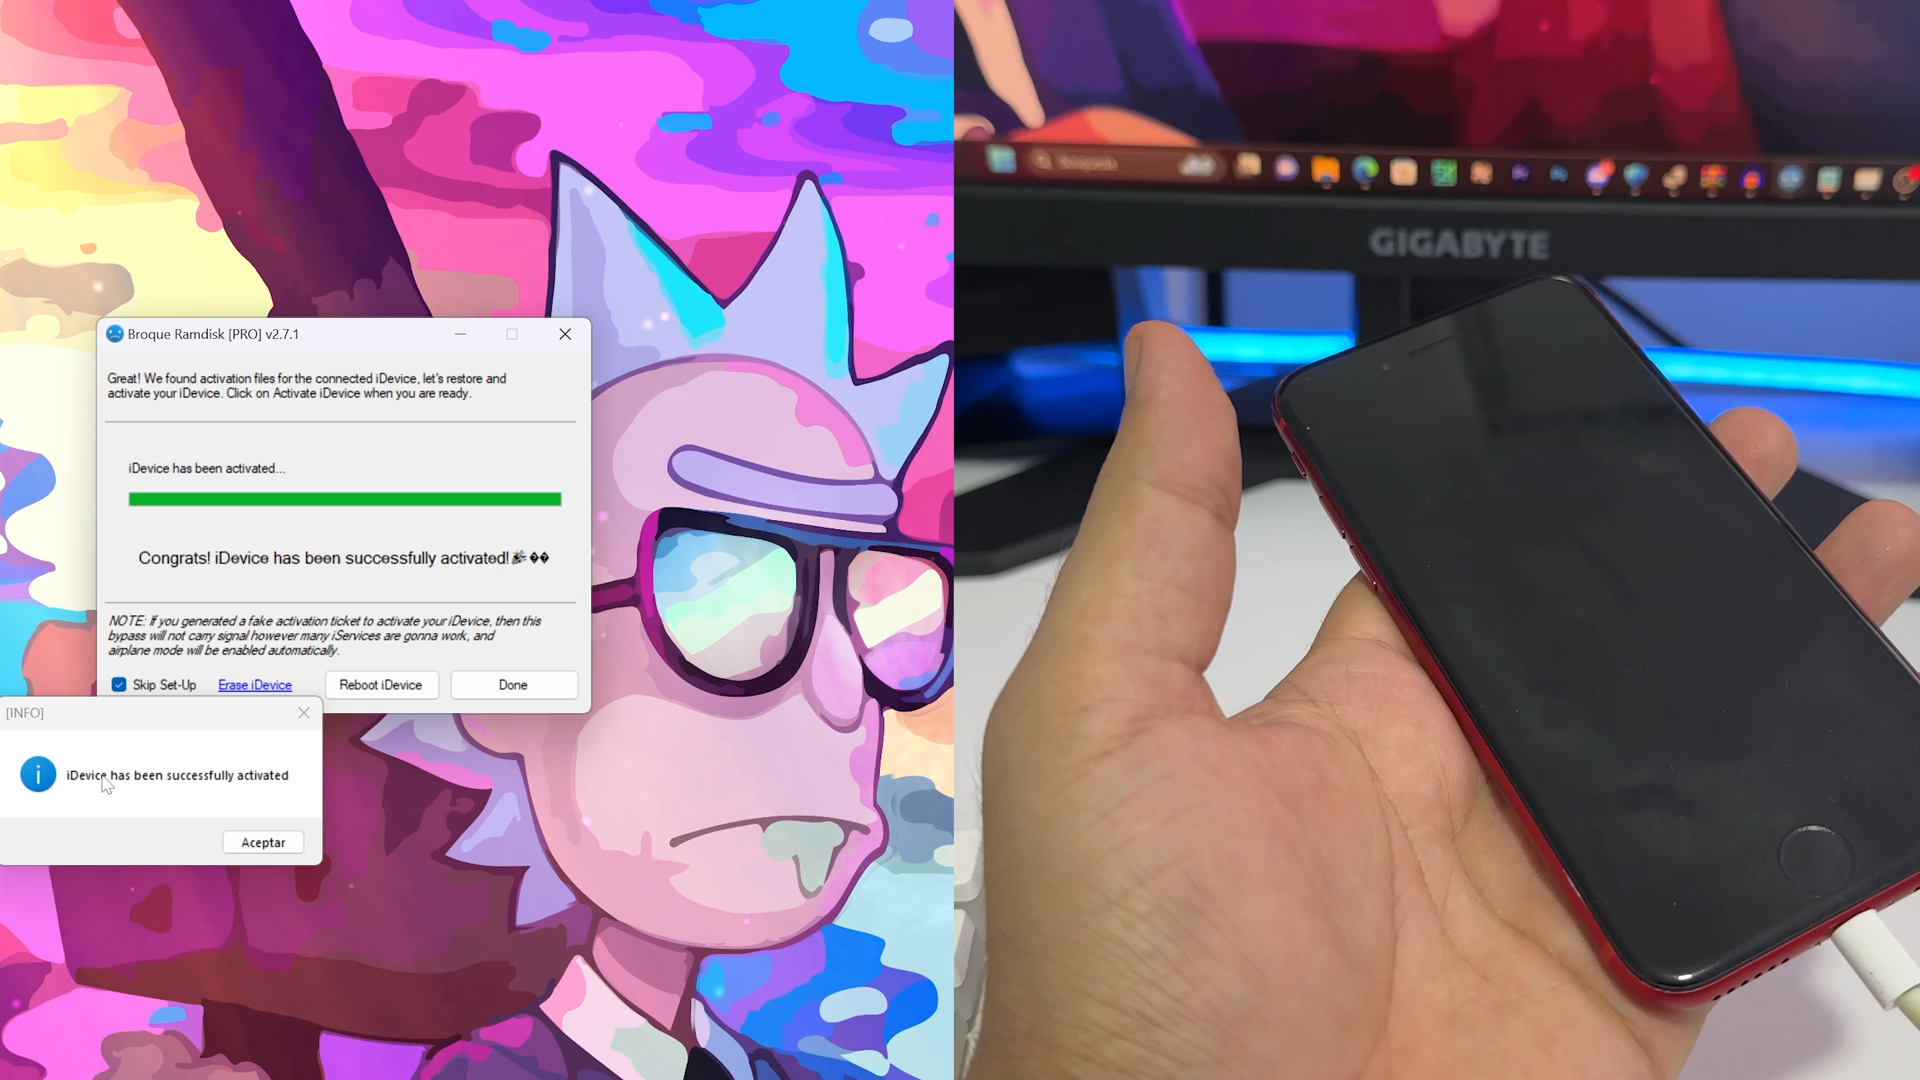 Broque Ramdisk [PRO] v2.7.1
Great! We found activation files for the connected iDevice, let's restore and
activate your iDevice. Click on Activate iDevice when you are ready.
iDevice has been activated...
Congrats! iDevice has been successfully activated!🎉��
NOTE: If you generated a fake activation ticket to activate your iDevice, then this
bypass will not carry signal however many iServices are gonna work, and
airplane mode will be enabled automatically.
Skip Set-Up
Erase iDevice
Reboot iDevice
Done
[INFO]
iDevice has been successfully activated
Aceptar
GIGABYTE